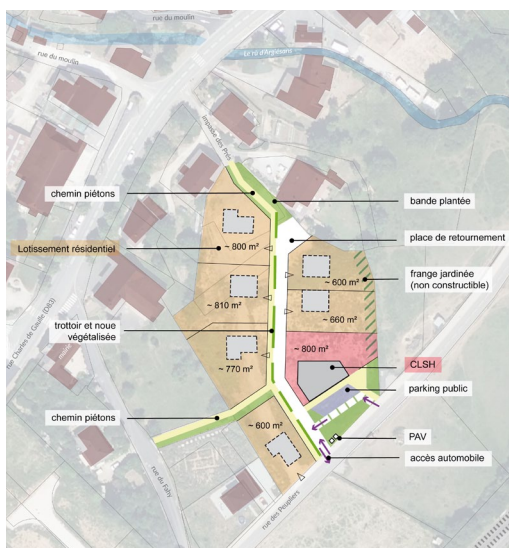 rue du moulin
rue du moulin
impasse des Prés
chemin piétons
bande plantée
Lotissement résidentiel
~ 800 m²
place de retournement
~ 600 m²
frange jardinée
(non constructible)
~ 810 m²
~ 660 m²
trottoir et noue
végétalisée
~ 800 m²
CLSH
~ 770 m²
parking public
rue Charles de Gaulle (D83)
chemin piétons
~ 600 m²
PAV
accès automobile
rue du Fahy
rue des Peupliers